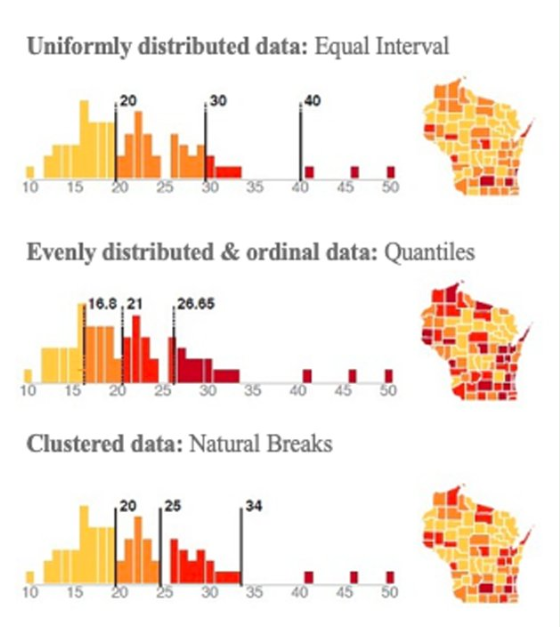 Uniformly distributed data: Equal Interval
20 30 40
10 15 20 25 30 35 40 45 50
Evenly distributed & ordinal data: Quantiles
16.8 21 26.65
10 15 20 25 30 35 40 45 50
Clustered data: Natural Breaks
20 25 34
10 15 20 25 30 35 40 45 50